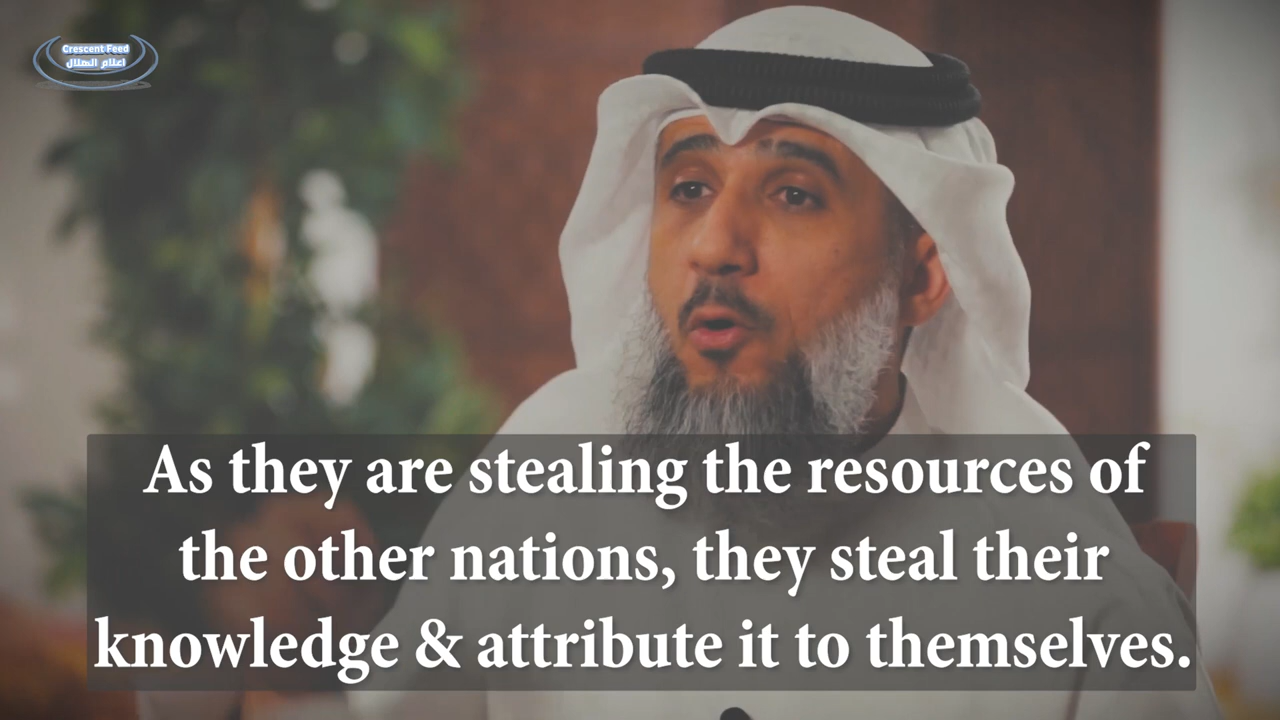 Crescent Feed
اعلام الهلال
As they are stealing the resources of
the other nations, they steal their
knowledge & attribute it to themselves.